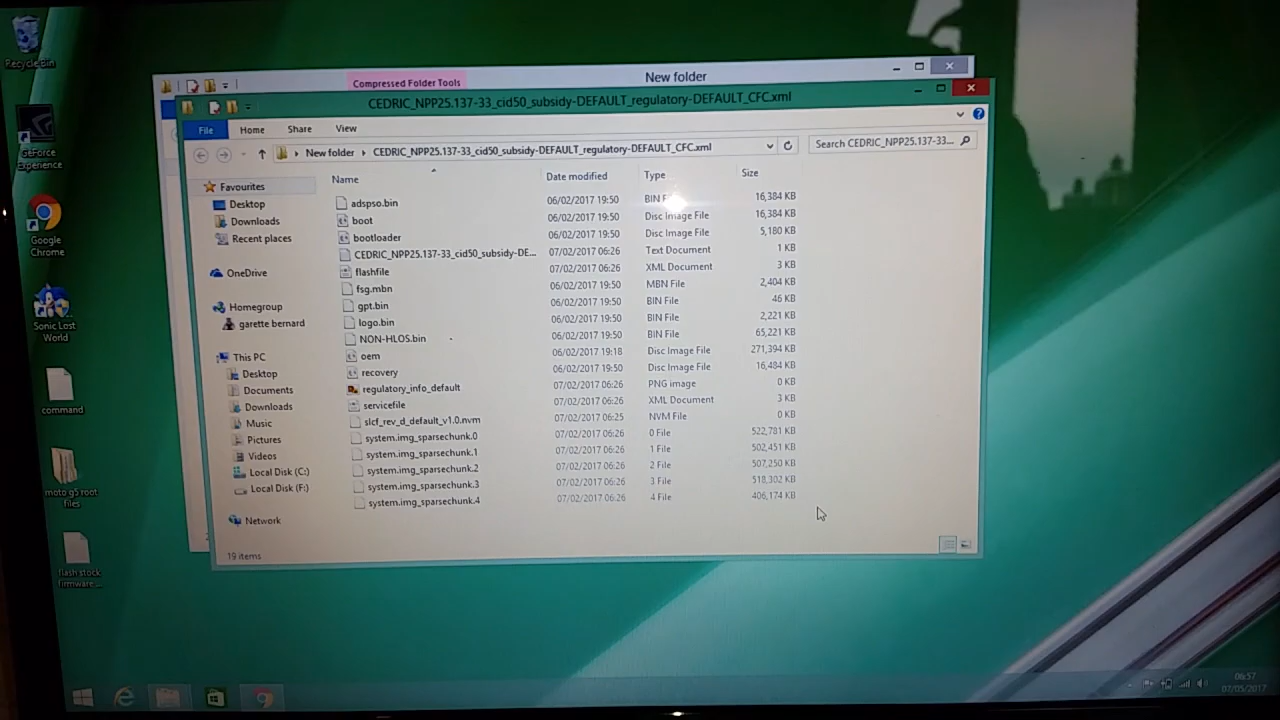 Recycle Bin
GeForce Experience
Google Chrome
Sonic Lost World
command
moto g5 root files
flash stock firmware ...
Compressed Folder Tools
New folder
CEDRIC_NPP25.137-33_cid50_subsidy-DEFAULT_regulatory-DEFAULT_CFC.xml
File Home Share View
New folder CEDRIC_NPP25.137-33_cid50_subsidy-DEFAULT_regulatory-DEFAULT_CFC.xml Search CEDRIC_NPP25.137-33...
Favourites
Desktop
Downloads
Recent places
OneDrive
Homegroup
garette bernard
This PC
Desktop
Documents
Downloads
Music
Pictures
Videos
Local Disk (C:)
Local Disk (F:)
Network
Name Date modified Type Size
adspso.bin 06/02/2017 19:50 BIN 16,384 KB
boot 06/02/2017 19:50 Disc Image File 16,384 KB
bootloader 06/02/2017 19:50 Disc Image File 5,180 KB
CEDRIC_NPP25.137-33_cid50_subsidy-DE... 07/02/2017 06:26 Text Document 1 KB
flashfile 07/02/2017 06:26 XML Document 3 KB
fsg.mbn 06/02/2017 19:50 MBN File 2,404 KB
gpt.bin 06/02/2017 19:50 BIN File 46 KB
logo.bin 06/02/2017 19:50 BIN File 2,221 KB
NON-HLOS.bin 06/02/2017 19:50 BIN File 65,221 KB
oem 06/02/2017 19:18 Disc Image File 271,394 KB
recovery 06/02/2017 19:50 Disc Image File 16,484 KB
regulatory_info_default 07/02/2017 06:26 PNG image 0 KB
servicefile 07/02/2017 06:26 XML Document 3 KB
slcf_rev_d_default_v1.0.nvm 07/02/2017 06:25 NVM File 0 KB
system.img_sparsechunk.0 07/02/2017 06:26 0 File 522,781 KB
system.img_sparsechunk.1 07/02/2017 06:26 1 File 502,451 KB
system.img_sparsechunk.2 07/02/2017 06:26 2 File 507,250 KB
system.img_sparsechunk.3 07/02/2017 06:26 3 File 518,302 KB
system.img_sparsechunk.4 07/02/2017 06:26 4 File 406,174 KB
19 items
06:57
07/05/2017